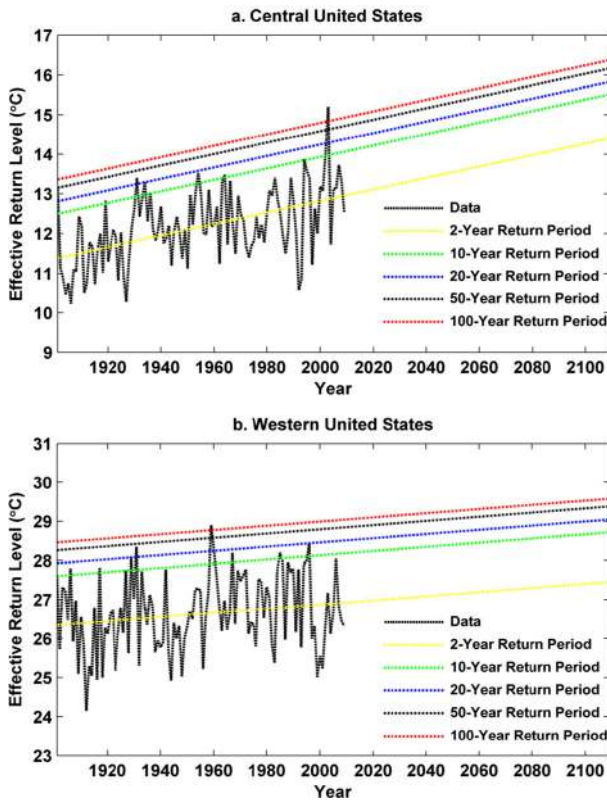 a. Central United States
17
16
15
14
13
12
11
10
9
Effective Return Level (°C)
Data
2-Year Return Period
10-Year Return Period
20-Year Return Period
50-Year Return Period
100-Year Return Period
1920 1940 1960 1980 2000 2020 2040 2060 2080 2100
Year
b. Western United States
31
30
29
28
27
26
25
24
23
Effective Return Level (°C)
Data
2-Year Return Period
10-Year Return Period
20-Year Return Period
50-Year Return Period
100-Year Return Period
1920 1940 1960 1980 2000 2020 2040 2060 2080 2100
Year